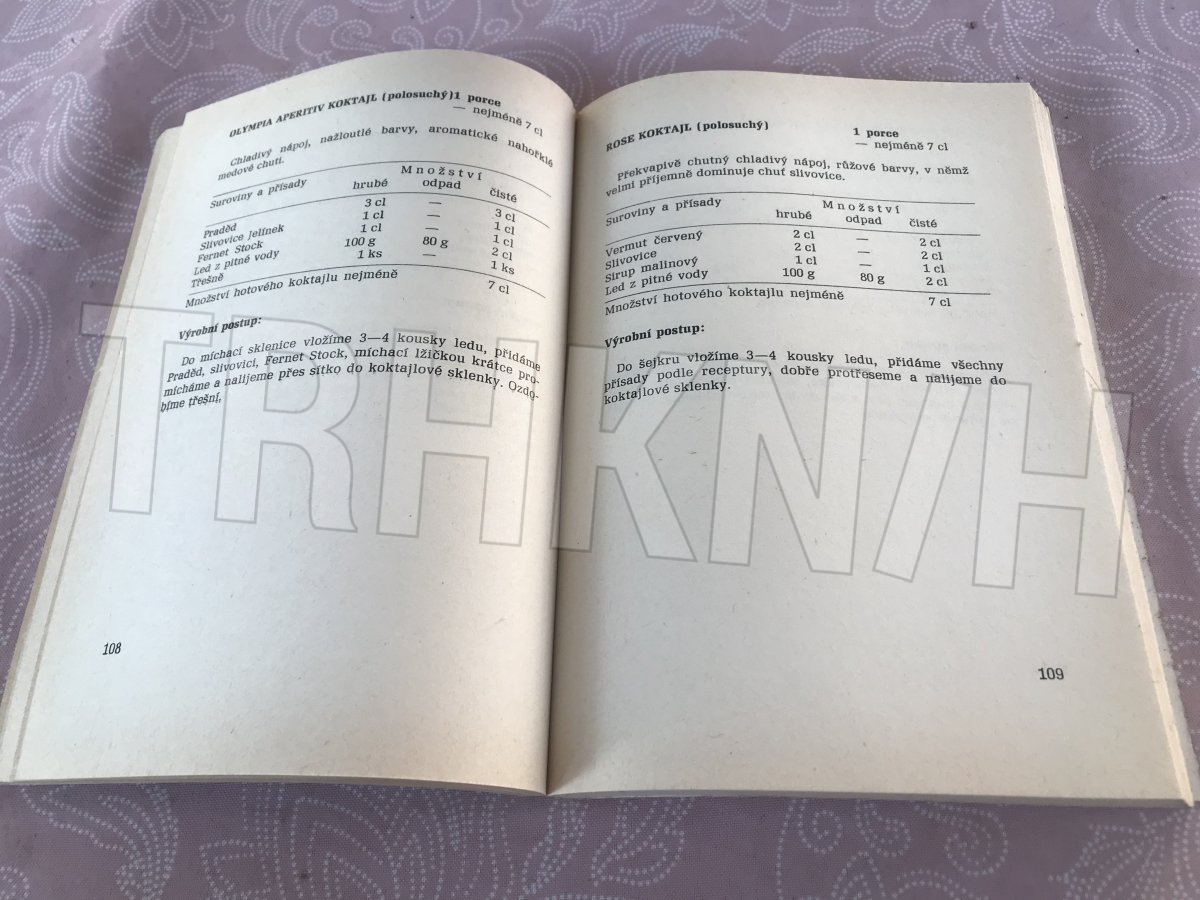 OLYMPIA APERITIV KOKTAJL (polosuchý) 1 porce
— nejméně 7 cl
Chladivý nápoj, nažloutlé barvy, aromatické nahořklé
medové chuti.
Suroviny a přísady Množství
hrubé odpad čisté
Praděd 3 cl — 3 cl
Slivovice Jelínek 1 cl — 1 cl
Fernet Stock 1 cl — 1 cl
Led z pitné vody 100 g 80 g 2 cl
Třešně 1 ks — 1 ks
Množství hotového koktajlu nejméně 7 cl
Výrobní postup:
Do míchací sklenice vložíme 3—4 kousky ledu, přidáme
Praděd, slivovici, Fernet Stock, míchací lžičkou krátce pro-
mícháme a nalijeme přes sítko do koktajlové sklenky. Ozdo-
bíme třešní,
108
ROSE KOKTAJL (polosuchý) 1 porce
— nejméně 7 cl
Překvapivě chutný chladivý nápoj, růžové barvy, v němž
velmi příjemně dominuje chuť slivovice.
Suroviny a přísady Množství
hrubé odpad čisté
Vermut červený 2 cl — 2 cl
Slivovice 2 cl — 2 cl
Sirup malinový 1 cl — 1 cl
Led z pitné vody 100 g 80 g 2 cl
Množství hotového koktajlu nejméně 7 cl
Výrobní postup:
Do šejkru vložíme 3—4 kousky ledu, přidáme všechny
přísady podle receptury, dobře protřeseme a nalijeme do
koktajlové sklenky.
109
TRHKNIH